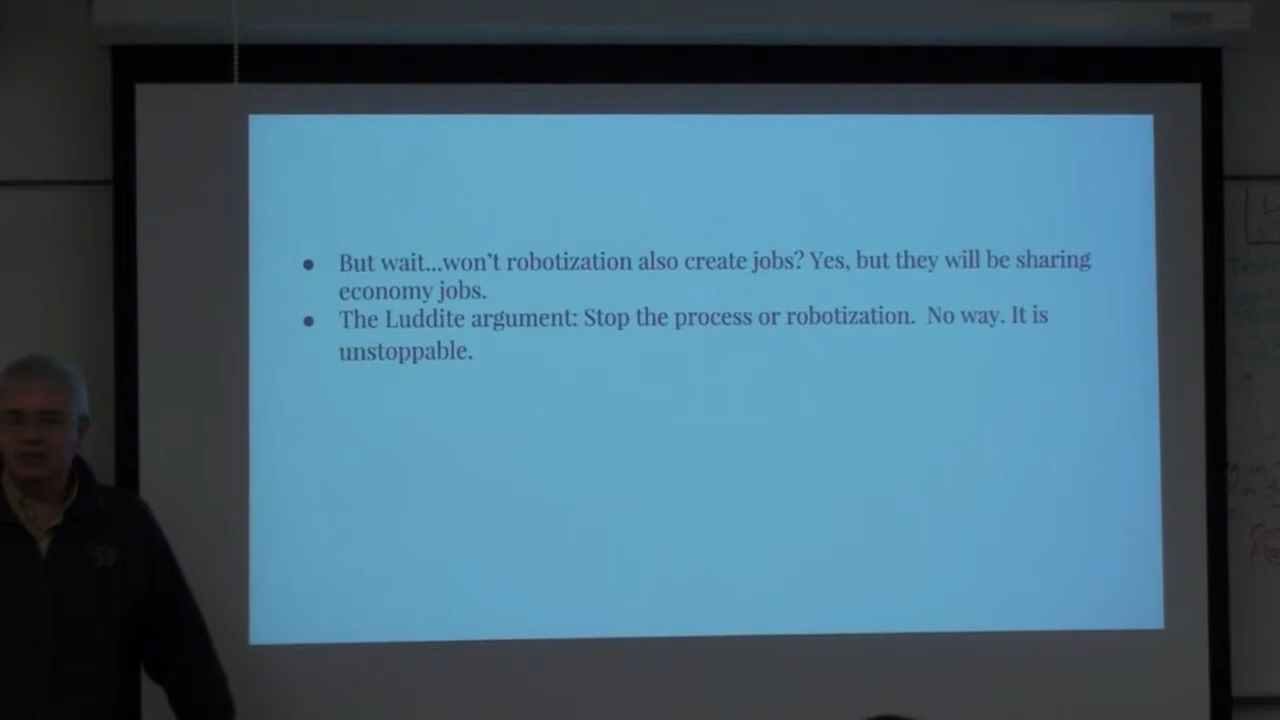 ● But wait...won't robotization also create jobs? Yes, but they will be sharing
economy jobs.
● The Luddite argument: Stop the process or robotization. No way. It is
unstoppable.